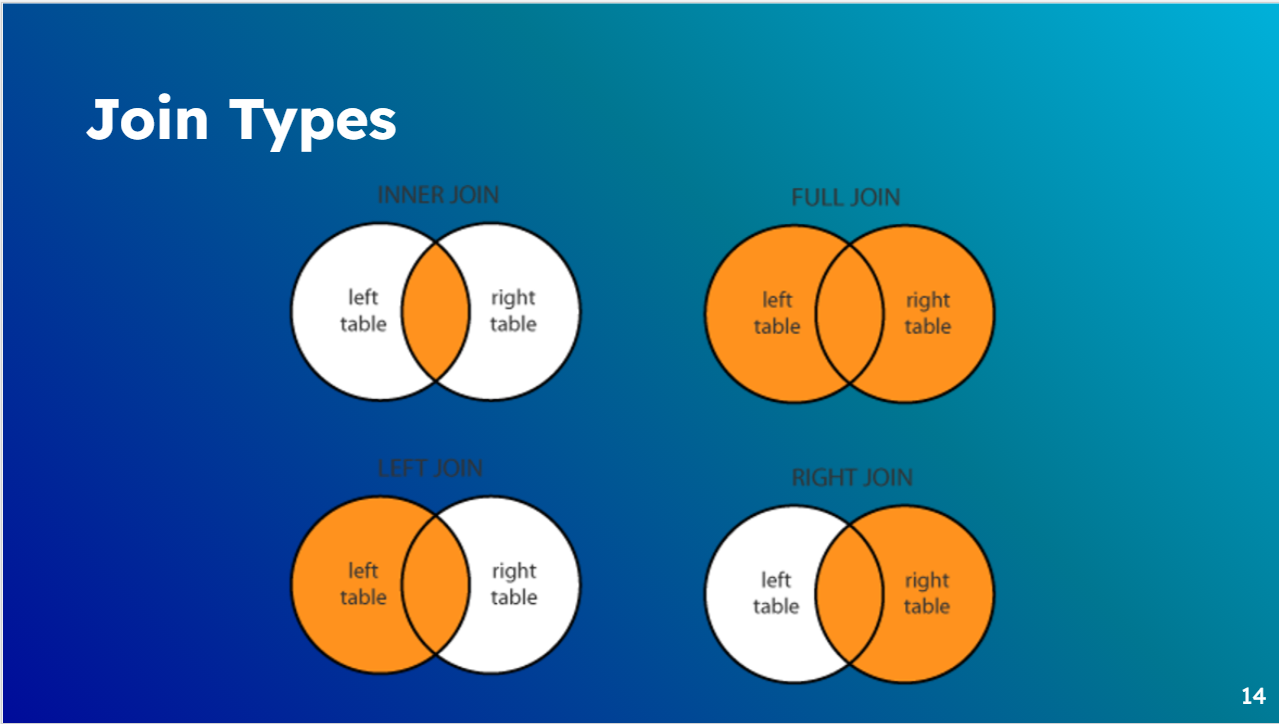 Join Types
INNER JOIN
left
table
right
table
FULL JOIN
left
table
right
table
LEFT JOIN
left
table
right
table
RIGHT JOIN
left
table
right
table
14